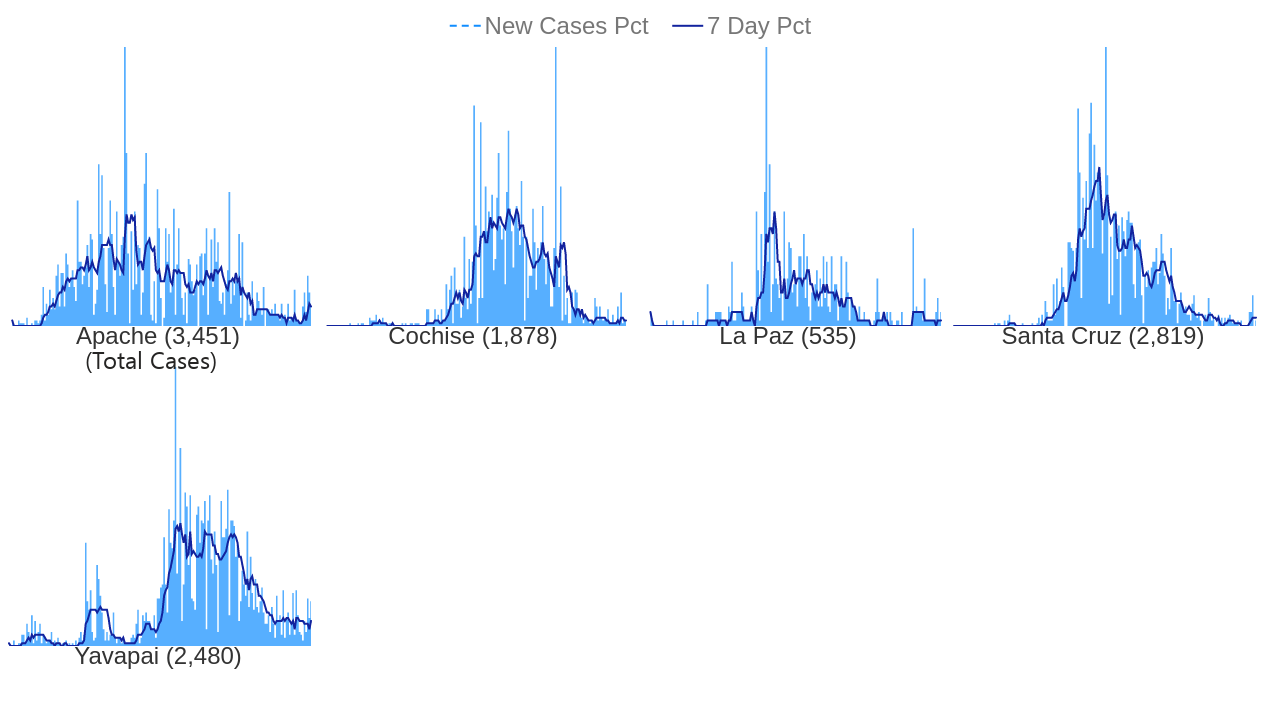 New Cases Pct 7 Day Pct
Apache (3,451) Cochise (1,878) La Paz (535) Santa Cruz (2,819)
(Total Cases)
Yavapai (2,480)